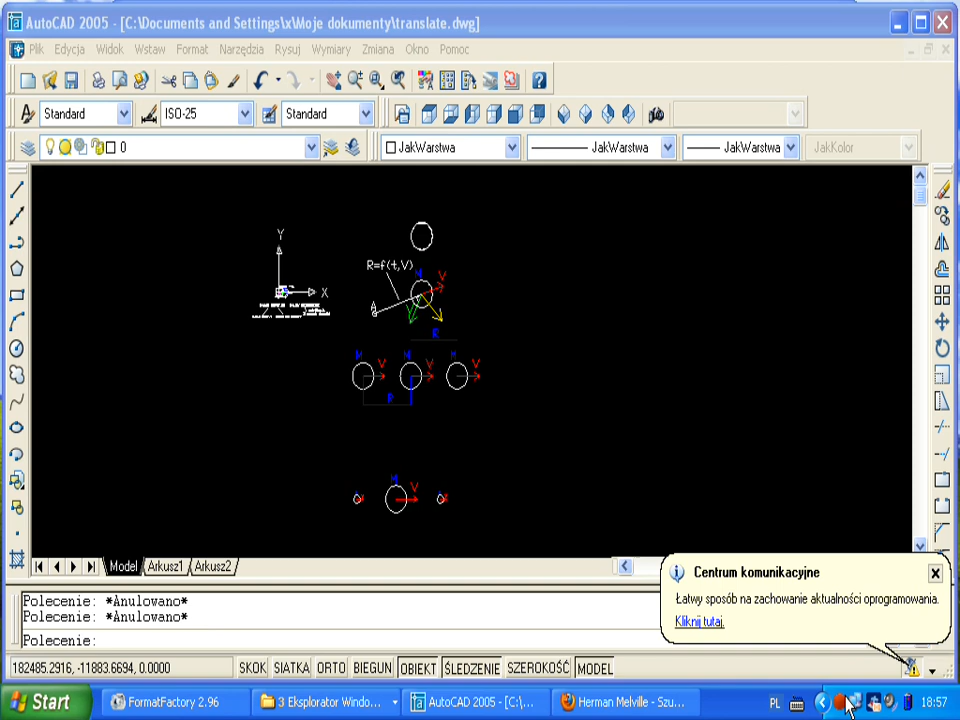 AutoCAD 2005 - [C:\Documents and Settings\x\Moje dokumenty\translate.dwg]
Plik Edycja Widok Wstaw Format Narzędzia Rysuj Wymiary Zmiana Okno Pomoc
Standard ISO-25 Standard
0 JakWarstwa JakWarstwa JakWarstwa JakKolor
Y
X
R=f(t,V)
M
V
A
R
M V M V M V
R
M
V
Model Arkusz1 Arkusz2
Centrum komunikacyjne
Łatwy sposób na zachowanie aktualności oprogramowania.
Kliknij tutaj.
Polecenie: *Anulowano*
Polecenie: *Anulowano*
Polecenie:
182485.2916, -11883.6694, 0.0000 SKOK SIATKA ORTO BIEGUN OBIEKT ŚLEDZENIE SZEROKOŚĆ MODEL
Start FormatFactory 2.96 3 Eksplorator Windo... AutoCAD 2005 - [C:\... Herman Melville - Szu... PL 18:57